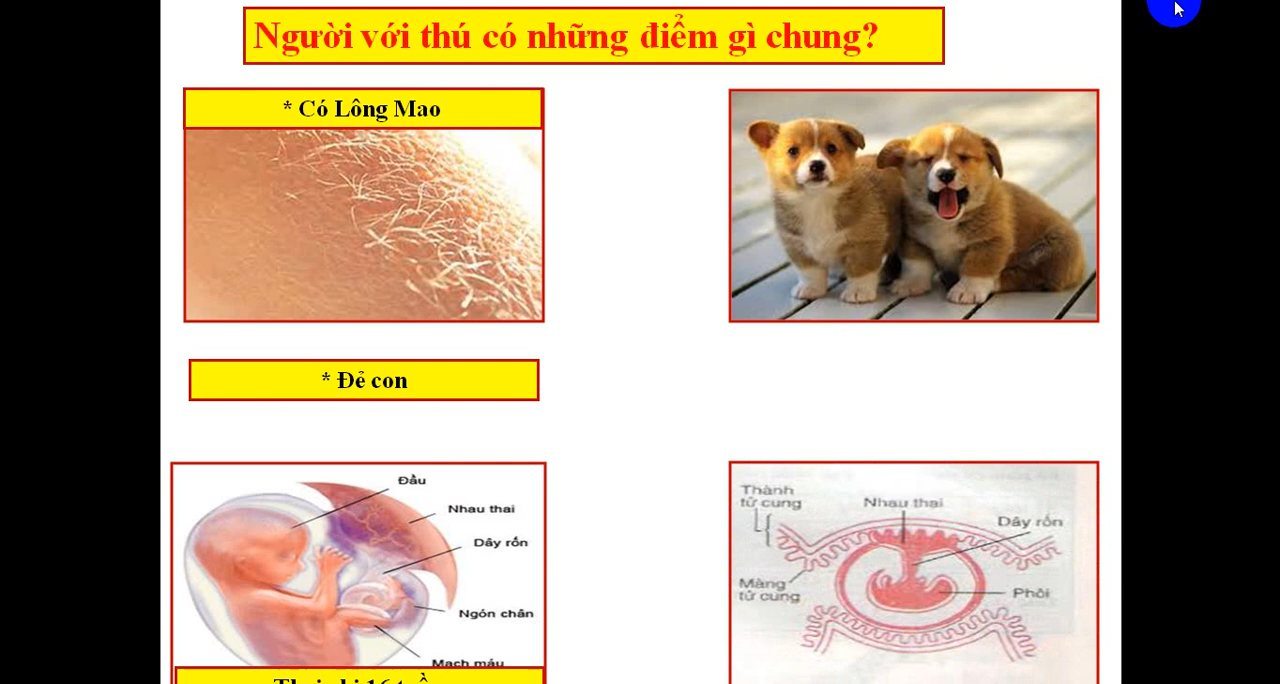 Người với thú có những điểm gì chung?
* Có Lông Mao
* Đẻ con
Đầu
Nhau thai
Dây rốn
Ngón chân
Mạch máu
Thành
tử cung
Nhau thai
Dây rốn
Màng
tử cung
Phôi